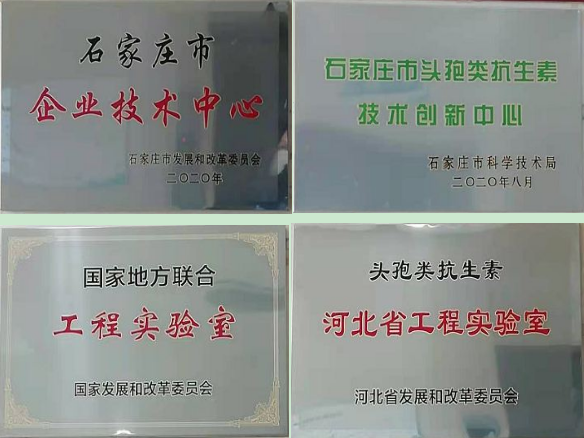 石家庄市
企业技术中心
石家庄市发展和改革委员会
二〇二〇年
石家庄市头孢类抗生素
技术创新中心
石家庄市科学技术局
二〇二〇年八月
国家地方联合
工程实验室
国家发展和改革委员会
头孢类抗生素
河北省工程实验室
河北省发展和改革委员会